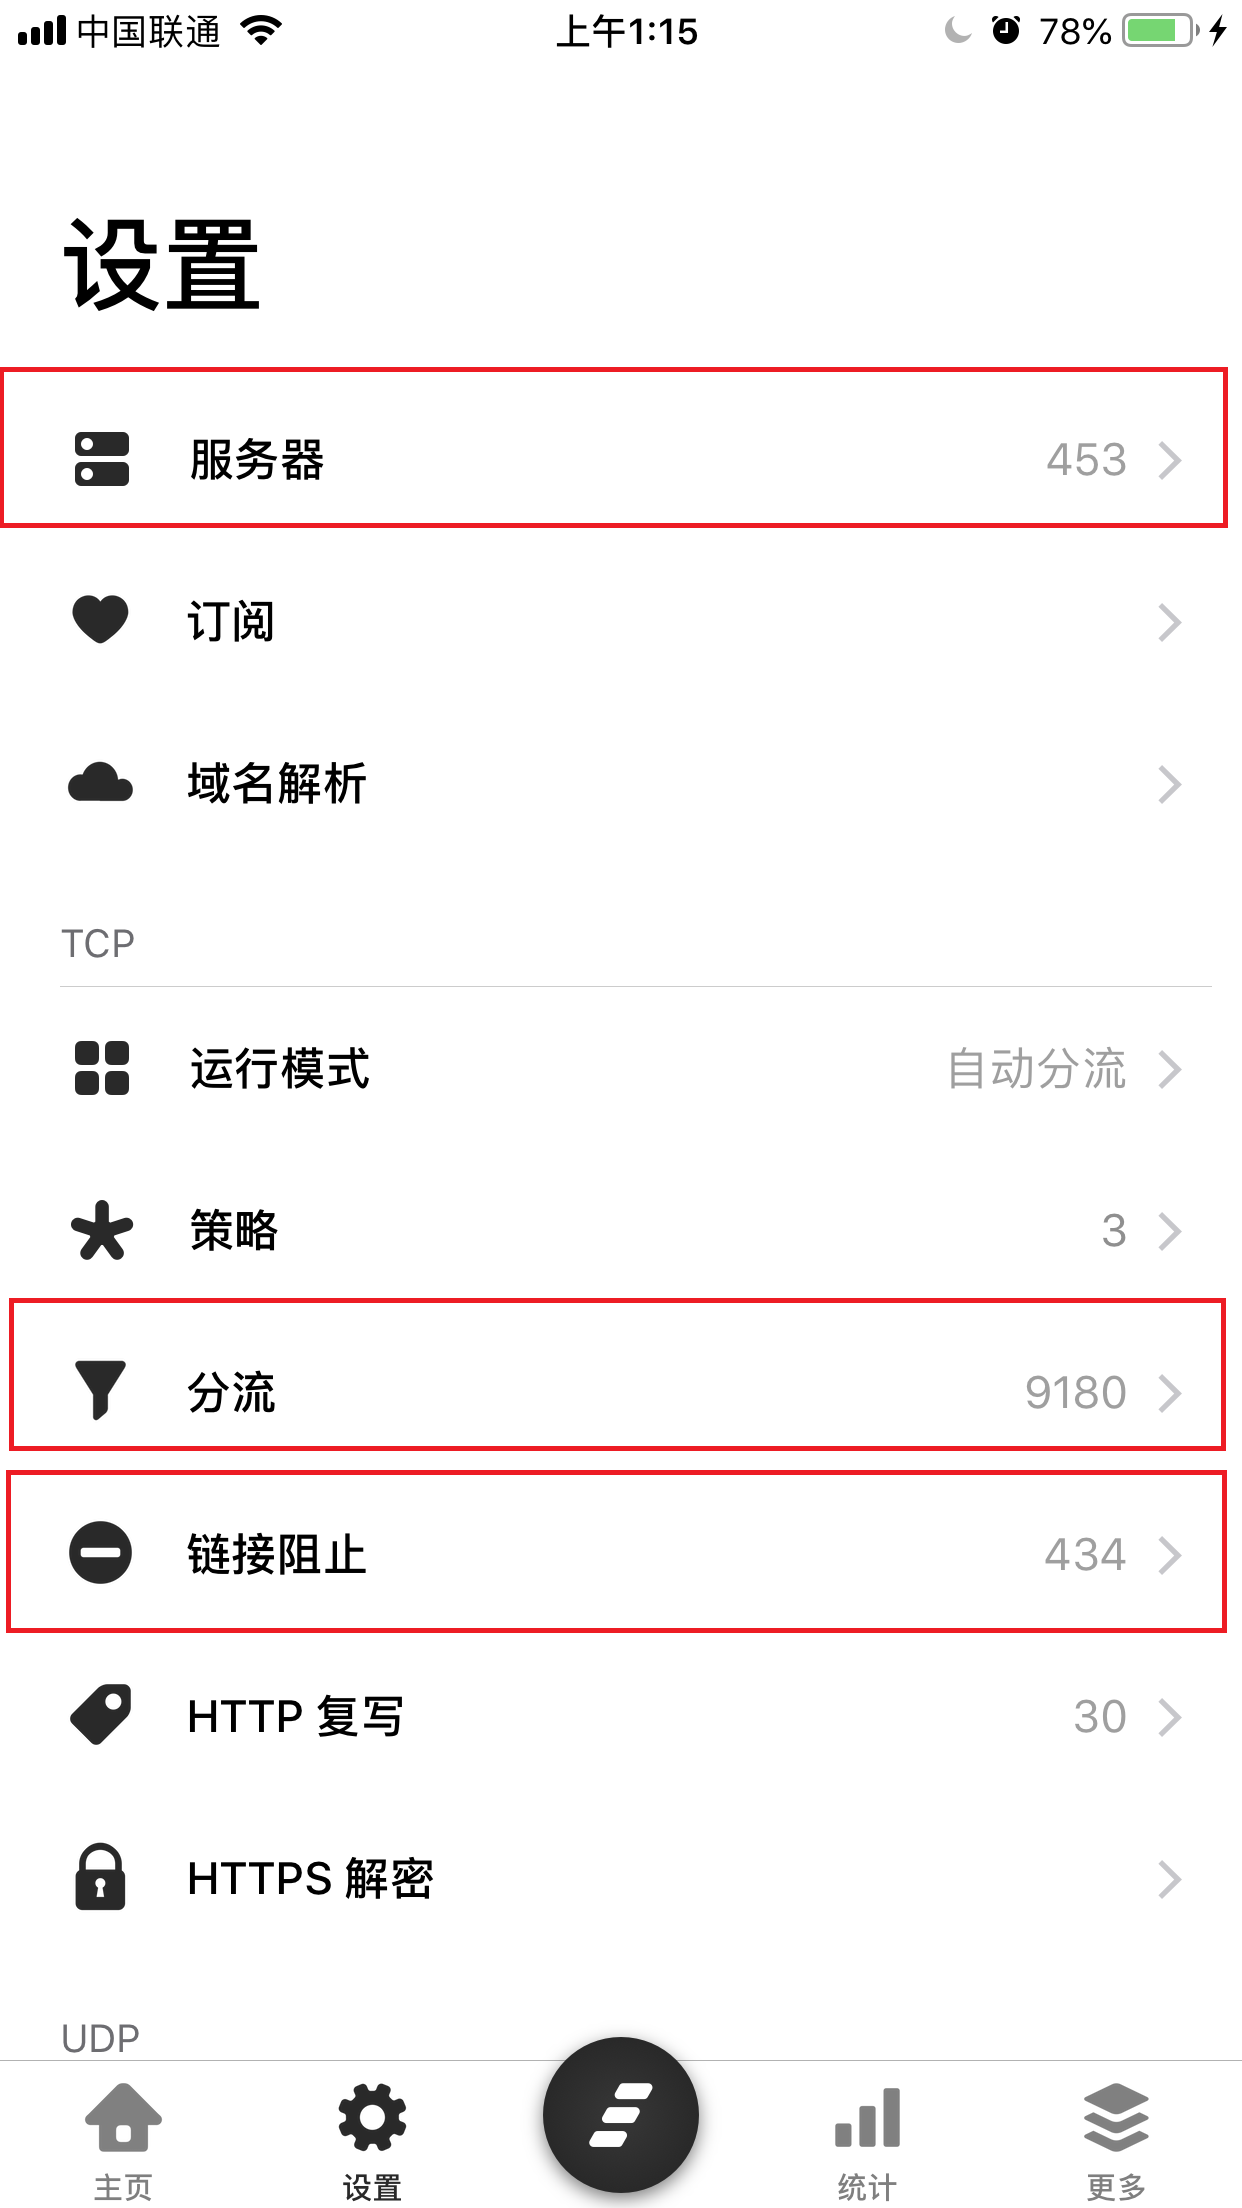 中国联通 上午1:15 78%
设置
服务器 453
订阅
域名解析
TCP
运行模式 自动分流
策略 3
分流 9180
链接阻止 434
HTTP 复写 30
HTTPS 解密
UDP
主页 设置 统计 更多